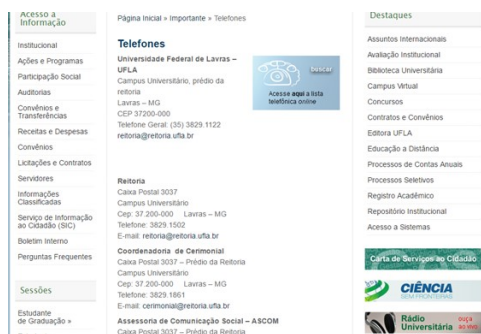 Acesso a
Informação
Institucional
Ações e Programas
Participação Social
Auditorias
Convênios e
Transferências
Receitas e Despesas
Convênios
Licitações e Contratos
Servidores
Informações
Classificadas
Serviço de Informação
ao Cidadão (SIC)
Boletim Interno
Perguntas Frequentes
Sessões
Estudante
de Graduação »
Página Inicial » Importante » Telefones
Telefones
Universidade Federal de Lavras –
UFLA
Campus Universitário, prédio da
reitoria
Lavras – MG
CEP 37200-000
Telefone Geral: (35) 3829.1122
reitoria@reitoria.ufla.br
buscar
Acesse aqui a lista
telefônica online
Reitoria
Caixa Postal 3037
Campus Universitário
Cep: 37.200-000 Lavras – MG
Telefone: 3829.1502
E-mail: reitoria@reitoria.ufla.br
Coordenadoria de Cerimonial
Caixa Postal 3037 – Prédio da Reitoria
Campus Universitário
Cep: 37.200-000 Lavras – MG
Telefone: 3829.1861
E-mail: cerimonial@reitoria.ufla.br
Assessoria de Comunicação Social – ASCOM
Caixa Postal 3037 – Prédio da Reitoria
Destaques
Assuntos Internacionais
Avaliação Institucional
Biblioteca Universitária
Campus Virtual
Concursos
Contratos e Convênios
Editora UFLA
Educação a Distância
Processos de Contas Anuais
Processos Seletivos
Registro Acadêmico
Repositório Institucional
Acesso a Sistemas
Carta de Serviços ao Cidadão
CIÊNCIA
SEM FRONTEIRAS
Rádio
Universitária
ouça
ao vivo